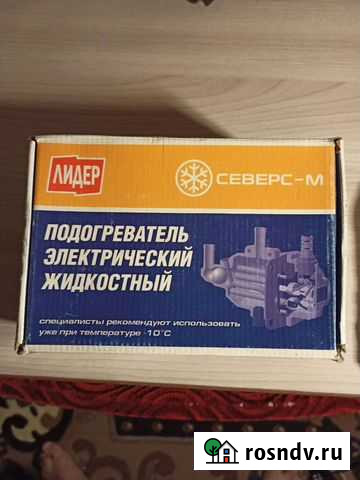 ЛИДЕР
СЕВЕРС-М
ПОДОГРЕВАТЕЛЬ
ЭЛЕКТРИЧЕСКИЙ
ЖИДКОСТНЫЙ
специалисты рекомендуют использовать
уже при температуре -10°С
rosndv.ru